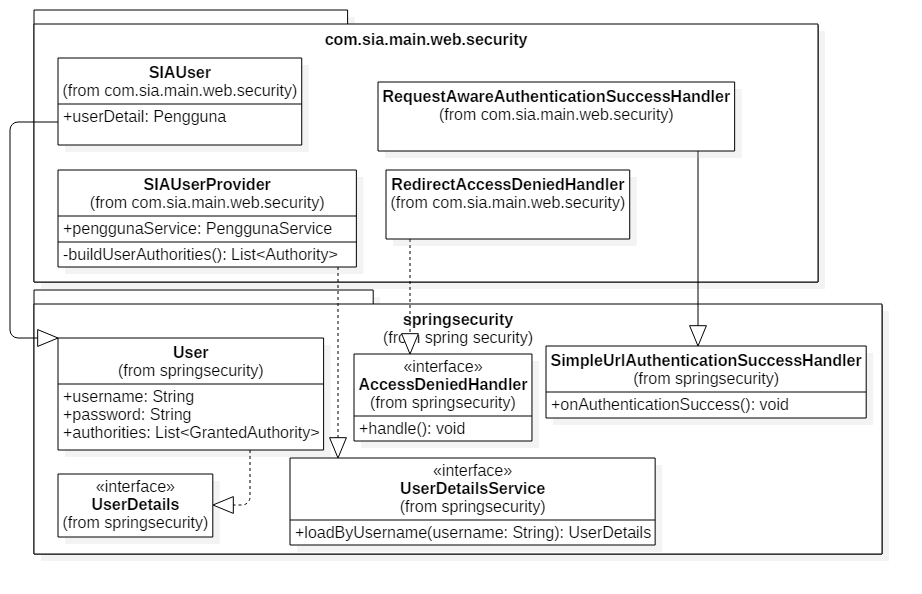 com.sia.main.web.security
SIAUser
(from com.sia.main.web.security)
+userDetail: Pengguna
RequestAwareAuthenticationSuccessHandler
(from com.sia.main.web.security)
SIAUserProvider
(from com.sia.main.web.security)
+penggunaService: PenggunaService
-buildUserAuthorities(): List<Authority>
RedirectAccessDeniedHandler
(from com.sia.main.web.security)
springsecurity
(from spring security)
User
(from springsecurity)
+username: String
+password: String
+authorities: List<GrantedAuthority>
«interface»
AccessDeniedHandler
(from springsecurity)
+handle(): void
SimpleUrlAuthenticationSuccessHandler
(from springsecurity)
+onAuthenticationSuccess(): void
«interface»
UserDetails
(from springsecurity)
«interface»
UserDetailsService
(from springsecurity)
+loadByUsername(username: String): UserDetails